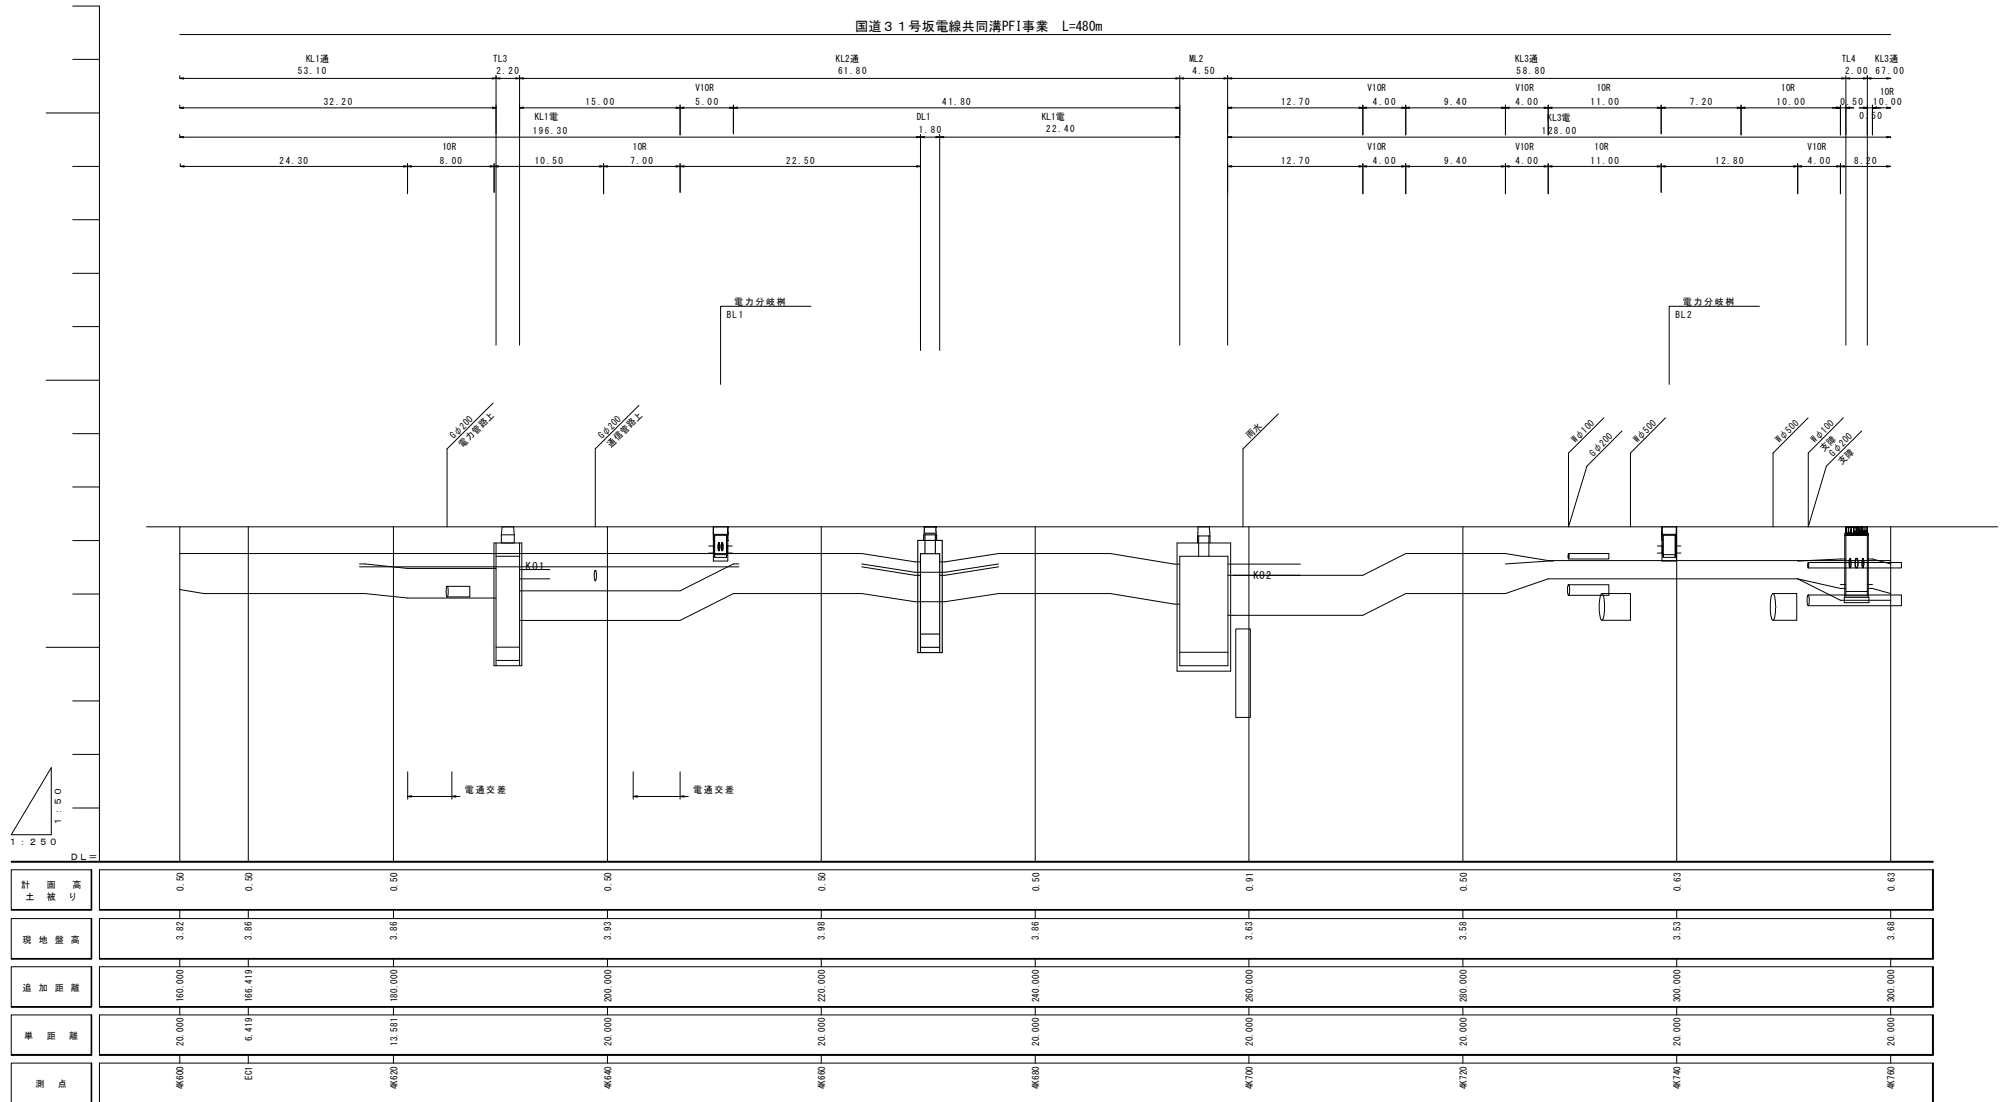 国道３１号坂電線共同溝PFI事業　L=480m
KL1通 TL3 KL2通 ML2 KL3通 TL4 KL3通
53.10 2.20 61.80 4.50 58.80 2.00 67.00
V10R V10R V10R 10R 10R 10R
32.20 15.00 5.00 41.80 12.70 4.00 9.40 4.00 11.00 7.20 10.00 0.50 10.00
0.50
KL1電 DL1 KL1電 KL3電
196.30 1.80 22.40 128.00
10R 10R V10R V10R 10R V10R
24.30 8.00 10.50 7.00 22.50 12.70 4.00 9.40 4.00 11.00 12.80 4.00 8.20
電力分岐桝
BL1
電力分岐桝
BL2
Gφ200
電力管路上
Gφ200
通信管路上
雨水
Wφ100
Gφ200
Wφ500
Wφ500
Wφ100
支障
Gφ200
支障
K01
K02
電通交差
電通交差
1:50
1:250
DL=
計画高
土被り
0.50 0.50 0.50 0.50 0.50 0.50 0.91 0.50 0.63 0.63
現地盤高
3.82 3.86 3.86 3.93 3.98 3.86 3.63 3.58 3.53 3.68
追加距離
160.000 166.419 180.000 200.000 220.000 240.000 260.000 280.000 300.000 300.000
単距離
20.000 6.419 13.581 20.000 20.000 20.000 20.000 20.000 20.000 20.000
測点
4K600 EC1 4K620 4K640 4K660 4K680 4K700 4K720 4K740 4K760